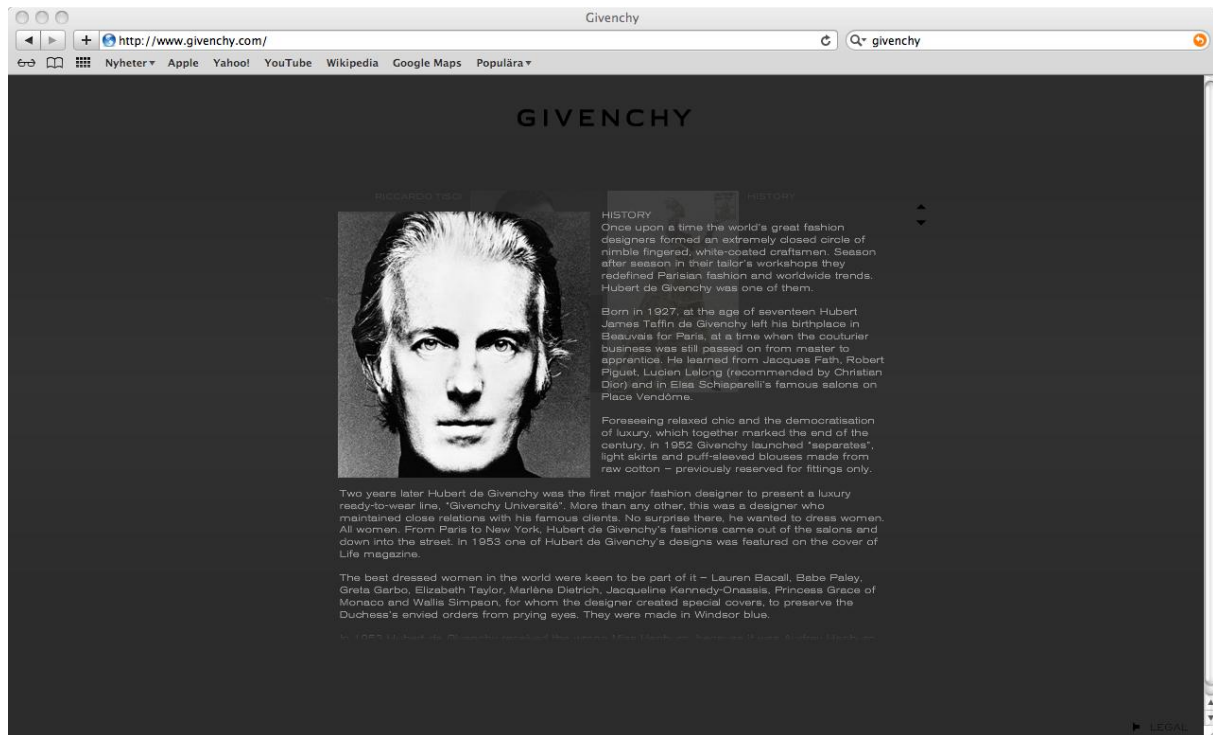 Givenchy
http://www.givenchy.com/
givenchy
Nyheter Apple Yahoo! YouTube Wikipedia Google Maps Populära
GIVENCHY
RICCARDO TISCI
HISTORY
HISTORY
Once upon a time the world's great fashion
designers formed an extremely closed circle of
nimble fingered, white-coated craftsmen. Season
after season in their tailor's workshops they
redefined Parisian fashion and worldwide trends.
Hubert de Givenchy was one of them.
Born in 1927, at the age of seventeen Hubert
James Taffin de Givenchy left his birthplace in
Beauvais for Paris, at a time when the couturier
business was still passed on from master to
apprentice. He learned from Jacques Fath, Robert
Piguet, Lucien Lelong (recommended by Christian
Dior) and in Elsa Schiaparelli's famous salons on
Place Vendôme.
Foreseeing relaxed chic and the democratisation
of luxury, which together marked the end of the
century, in 1952 Givenchy launched "separates",
light skirts and puff-sleeved blouses made from
raw cotton – previously reserved for fittings only.
Two years later Hubert de Givenchy was the first major fashion designer to present a luxury
ready-to-wear line, "Givenchy Université". More than any other, this was a designer who
maintained close relations with his famous clients. No surprise there, he wanted to dress women.
All women. From Paris to New York, Hubert de Givenchy's fashions came out of the salons and
down into the street. In 1953 one of Hubert de Givenchy's designs was featured on the cover of
Life magazine.
The best dressed women in the world were keen to be part of it – Lauren Bacall, Babe Paley,
Greta Garbo, Elizabeth Taylor, Marlène Dietrich, Jacqueline Kennedy-Onassis, Princess Grace of
Monaco and Wallis Simpson, for whom the designer created special covers, to preserve the
Duchess's envied orders from prying eyes. They were made in Windsor blue.
In 1953 Hubert de Givenchy received the
LEGAL